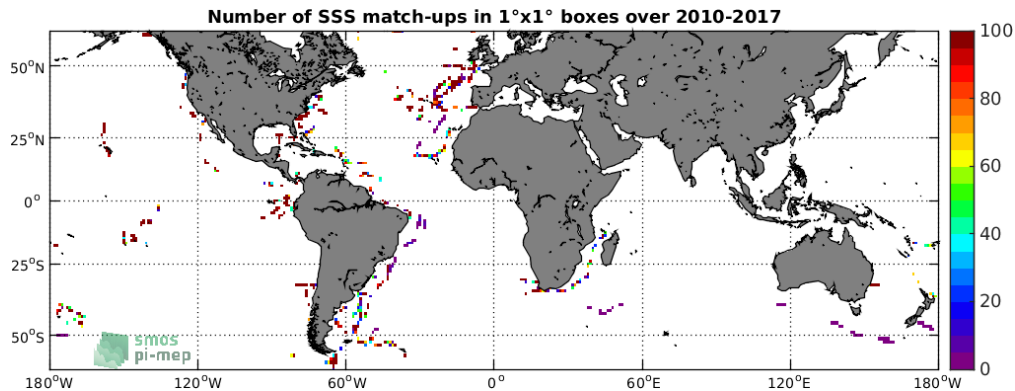 Number of SSS match-ups in 1°x1° boxes over 2010-2017
100
50°N
80
25°N
60
0°
40
25°S
20
50°S
smos
pi-mep
0
180°W 120°W 60°W 0° 60°E 120°E 180°W